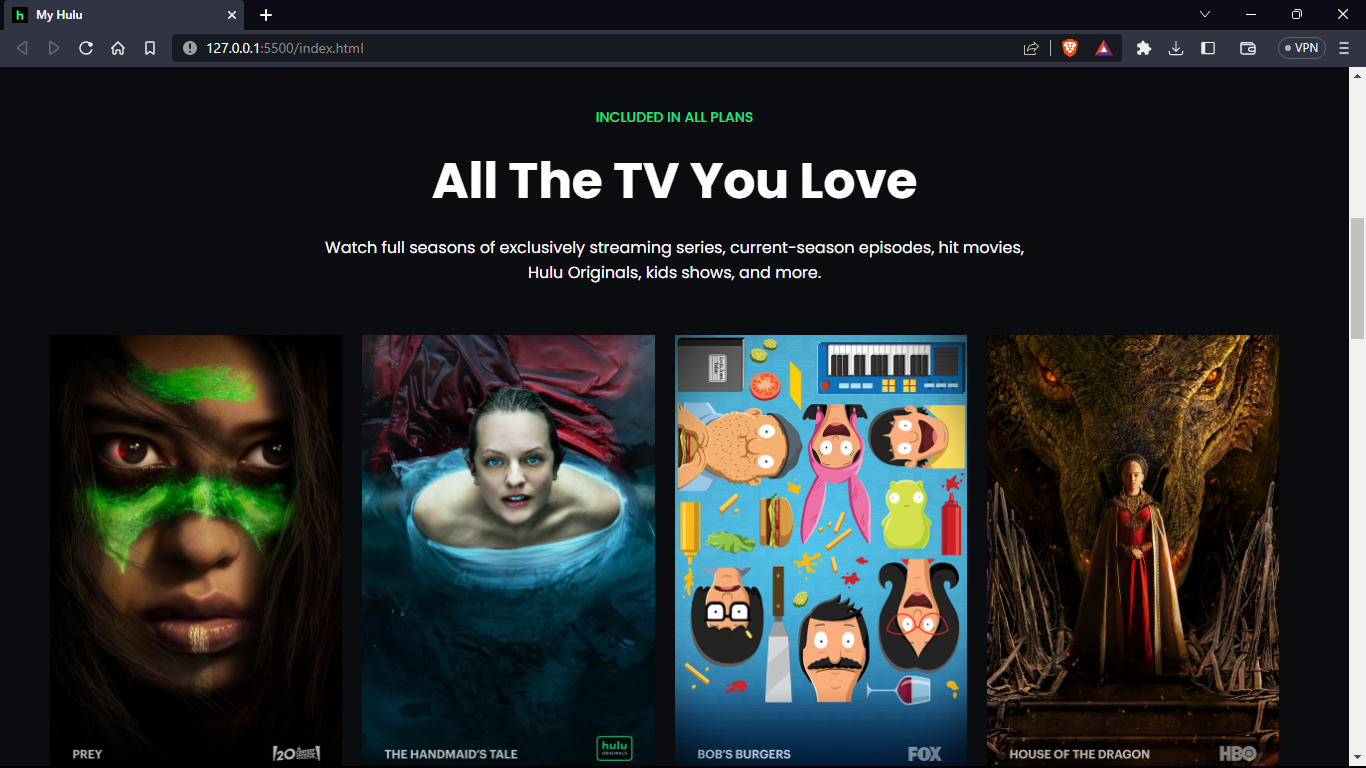 h My Hulu
127.0.0.1:5500/index.html
VPN
INCLUDED IN ALL PLANS
All The TV You Love
Watch full seasons of exclusively streaming series, current-season episodes, hit movies,
Hulu Originals, kids shows, and more.
PREY
20
THE HANDMAID'S TALE
hulu
ORIGINALS
BOB'S BURGERS
FOX
HOUSE OF THE DRAGON
HBO